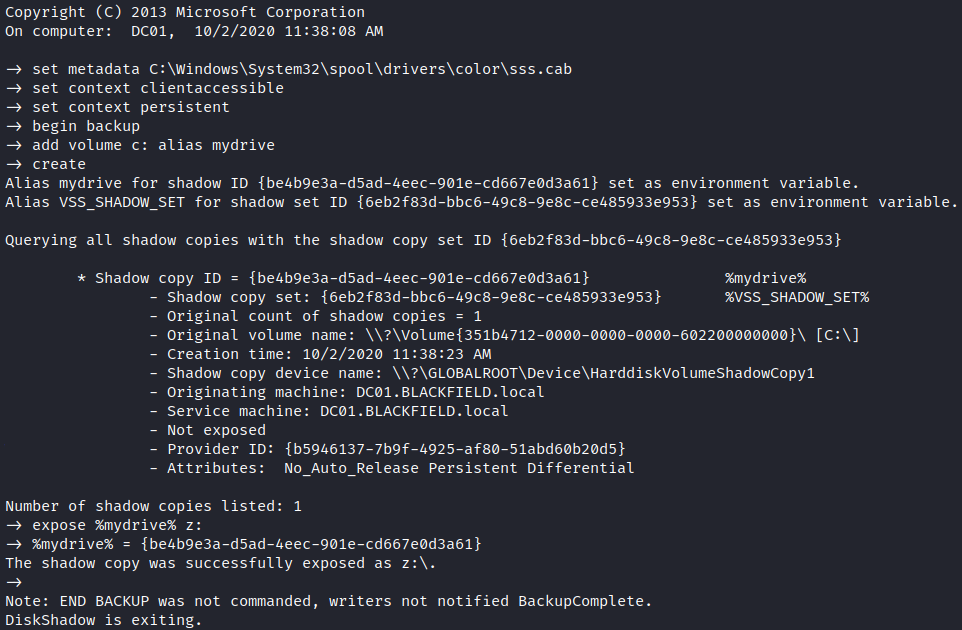 Copyright (C) 2013 Microsoft Corporation
On computer:  DC01,  10/2/2020 11:38:08 AM

→ set metadata C:\Windows\System32\spool\drivers\color\sss.cab
→ set context clientaccessible
→ set context persistent
→ begin backup
→ add volume c: alias mydrive
→ create
Alias mydrive for shadow ID {be4b9e3a-d5ad-4eec-901e-cd667e0d3a61} set as environment variable.
Alias VSS_SHADOW_SET for shadow set ID {6eb2f83d-bbc6-49c8-9e8c-ce485933e953} set as environment variable.

Querying all shadow copies with the shadow copy set ID {6eb2f83d-bbc6-49c8-9e8c-ce485933e953}

        * Shadow copy ID = {be4b9e3a-d5ad-4eec-901e-cd667e0d3a61}               %mydrive%
                - Shadow copy set: {6eb2f83d-bbc6-49c8-9e8c-ce485933e953}       %VSS_SHADOW_SET%
                - Original count of shadow copies = 1
                - Original volume name: \\?\Volume{351b4712-0000-0000-0000-602200000000}\ [C:\]
                - Creation time: 10/2/2020 11:38:23 AM
                - Shadow copy device name: \\?\GLOBALROOT\Device\HarddiskVolumeShadowCopy1
                - Originating machine: DC01.BLACKFIELD.local
                - Service machine: DC01.BLACKFIELD.local
                - Not exposed
                - Provider ID: {b5946137-7b9f-4925-af80-51abd60b20d5}
                - Attributes:  No_Auto_Release Persistent Differential

Number of shadow copies listed: 1
→ expose %mydrive% z:
→ %mydrive% = {be4b9e3a-d5ad-4eec-901e-cd667e0d3a61}
The shadow copy was successfully exposed as z:\.
→
Note: END BACKUP was not commanded, writers not notified BackupComplete.
DiskShadow is exiting.